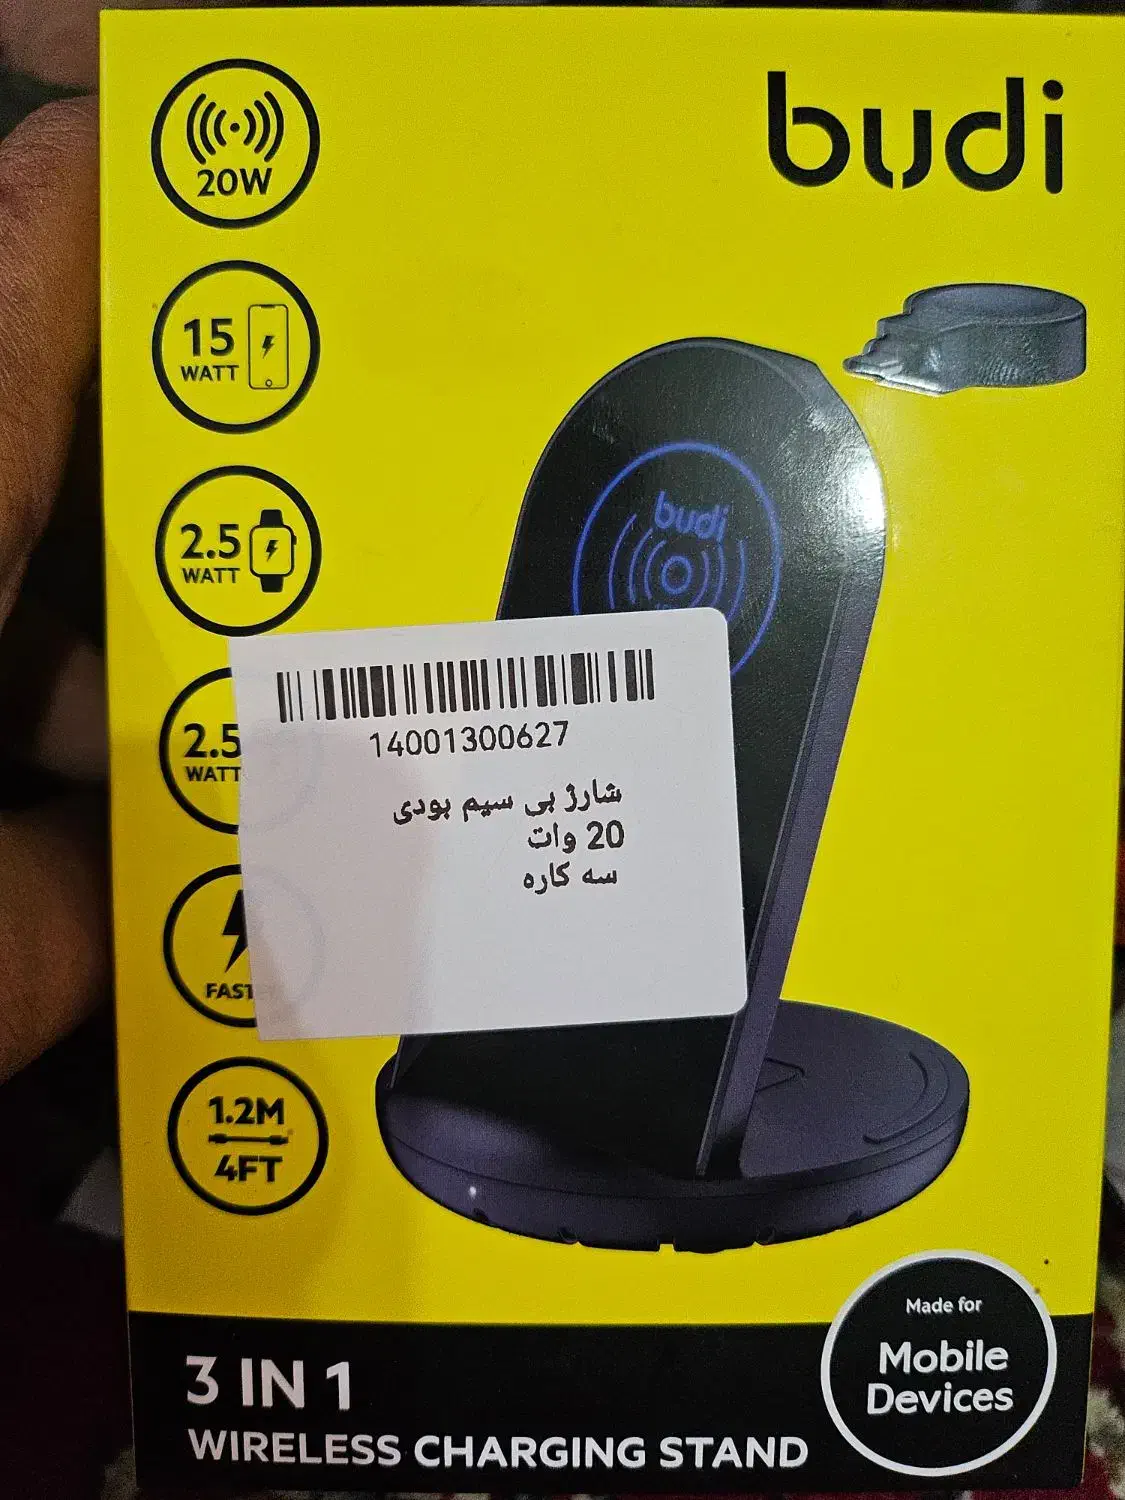 budi
20W
15
WATT
2.5
WATT
2.5
WATT
FAST
1.2M
4FT
budi
14001300627
شارژ بی سیم بودی
20 وات
سه کاره
3 IN 1
WIRELESS CHARGING STAND
Made for
Mobile
Devices